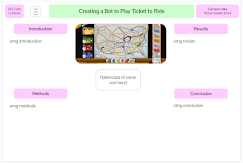 Creating a Bot to Play Ticket to Ride
Introduction
omg introduction
Results
omg results
(table/data of some
sort here)
Methods
omg methods
Conclusion
omg conclusion